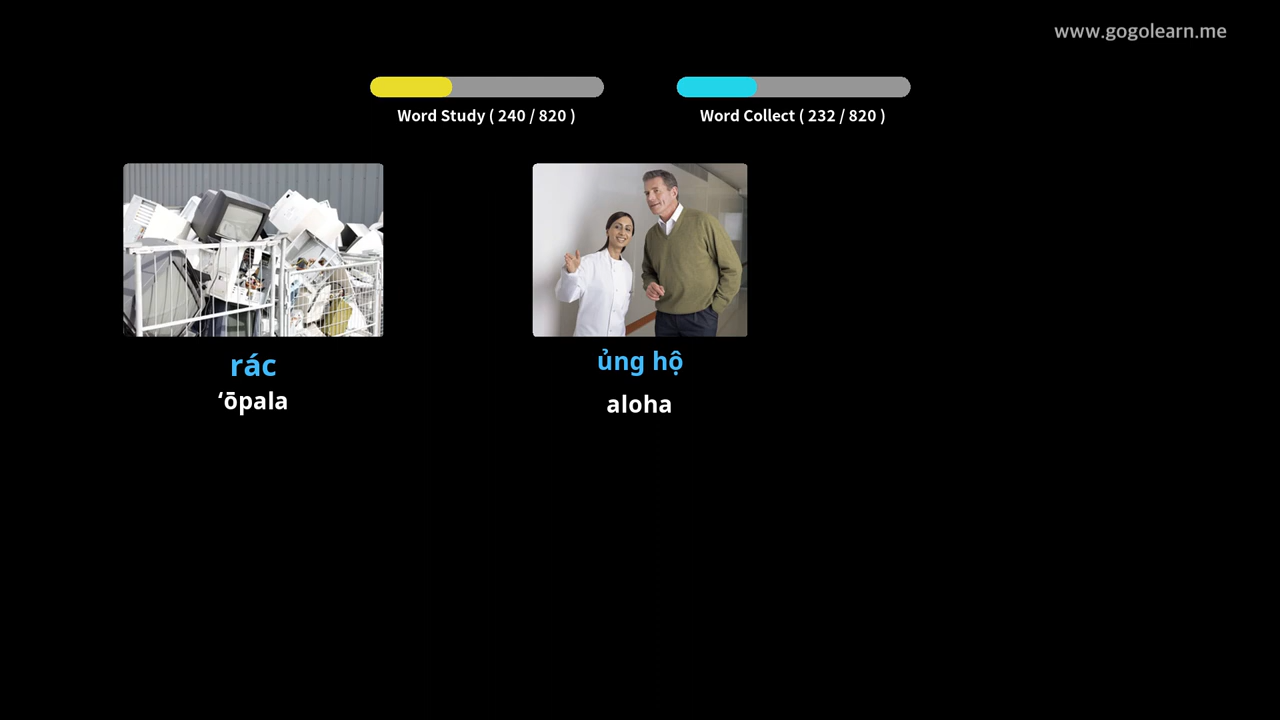 www.gogolearn.me
Word Study ( 240 / 820 )
Word Collect ( 232 / 820 )
rác
ʻōpala
ủng hộ
aloha